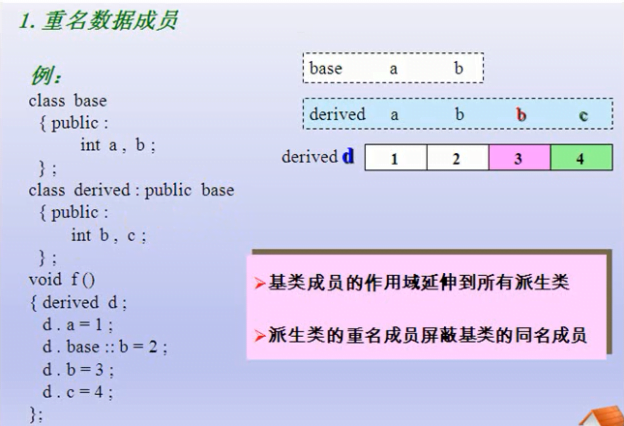 1. 重名数据成员
例：
class base
{ public :
int a , b ;
} ;
class derived : public base
{ public :
int b , c ;
} ;
void f ()
{ derived d ;
d . a = 1 ;
d . base :: b = 2 ;
d . b = 3 ;
d . c = 4 ;
};
base a b
derived a b b c
derived d 1 2 3 4
➢基类成员的作用域延伸到所有派生类
➢派生类的重名成员屏蔽基类的同名成员